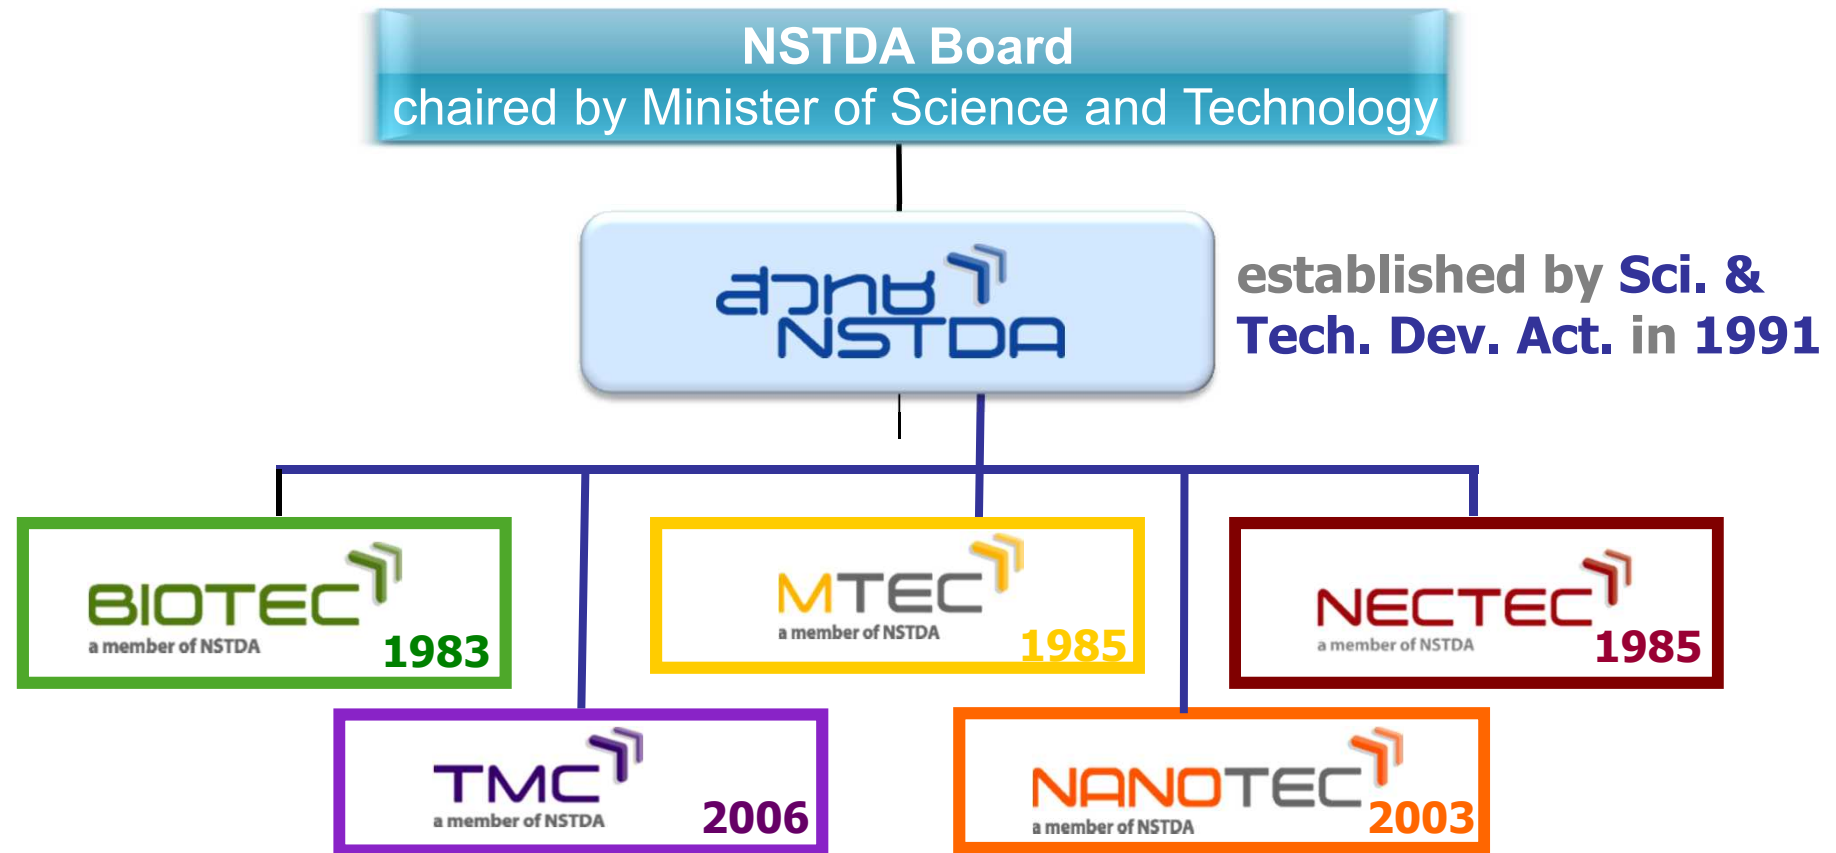 NSTDA Board
chaired by Minister of Science and Technology
สวทช
NSTDA
established by Sci. &
Tech. Dev. Act. in 1991
BIOTEC
a member of NSTDA
1983
MTEC
a member of NSTDA
1985
NECTEC
a member of NSTDA
1985
TMC
a member of NSTDA
2006
NANOTEC
a member of NSTDA
2003